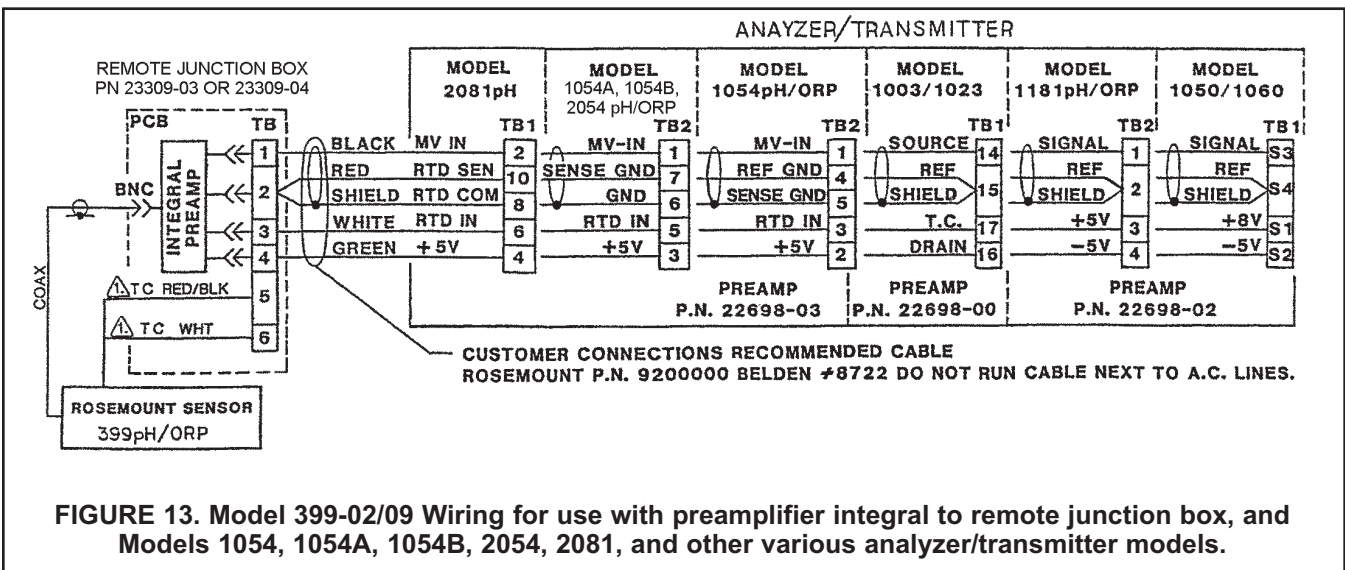 ANAYZER/TRANSMITTER
REMOTE JUNCTION BOX
PN 23309-03 OR 23309-04
MODEL
2081pH
MODEL
1054A, 1054B,
2054 pH/ORP
MODEL
1054pH/ORP
MODEL
1003/1023
MODEL
1181pH/ORP
MODEL
1050/1060
PCB TB TB1 TB2 TB2 TB1 TB2 TB1
1 BLACK MV IN 2 MV-IN 1 MV-IN 1 SOURCE 14 SIGNAL 1 SIGNAL S3
RED RTD SEN 10 SENSE GND 7 REF GND 4 REF REF REF
BNC 2 15 2 S4
SHIELD RTD COM 8 GND 6 SENSE GND 5 SHIELD SHIELD SHIELD
3 WHITE RTD IN 6 RTD IN 5 RTD IN 3 T.C. 17 +5V 3 +8V S1
4 GREEN +5V 4 +5V 3 +5V 2 DRAIN 16 -5V 4 -5V S2
INTEGRAL
PREAMP
COAX
1. TC RED/BLK 5
1. TC WHT 6
PREAMP
P.N. 22698-03
PREAMP
P.N. 22698-00
PREAMP
P.N. 22698-02
CUSTOMER CONNECTIONS RECOMMENDED CABLE
ROSEMOUNT P.N. 9200000 BELDEN #8722 DO NOT RUN CABLE NEXT TO A.C. LINES.
ROSEMOUNT SENSOR
399pH/ORP
FIGURE 13. Model 399-02/09 Wiring for use with preamplifier integral to remote junction box, and
Models 1054, 1054A, 1054B, 2054, 2081, and other various analyzer/transmitter models.